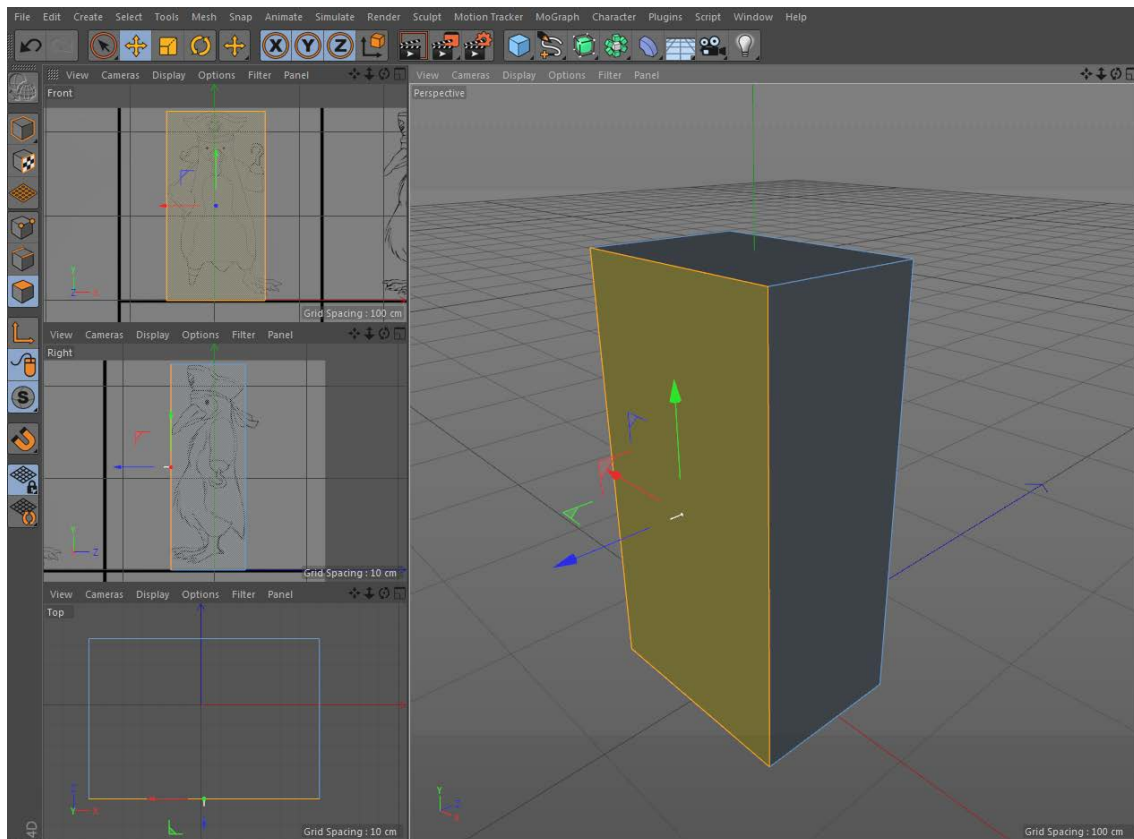 File Edit Create Select Tools Mesh Snap Animate Simulate Render Sculpt Motion Tracker MoGraph Character Plugins Script Window Help
X Y Z
View Cameras Display Options Filter Panel
Front
Y
Z X
Grid Spacing : 100 cm
View Cameras Display Options Filter Panel
Right
S
Y
Z
Grid Spacing : 10 cm
View Cameras Display Options Filter Panel
Top
Z
Y X
Grid Spacing : 10 cm
4D
View Cameras Display Options Filter Panel
Perspective
Y
Z
X
Grid Spacing : 100 cm